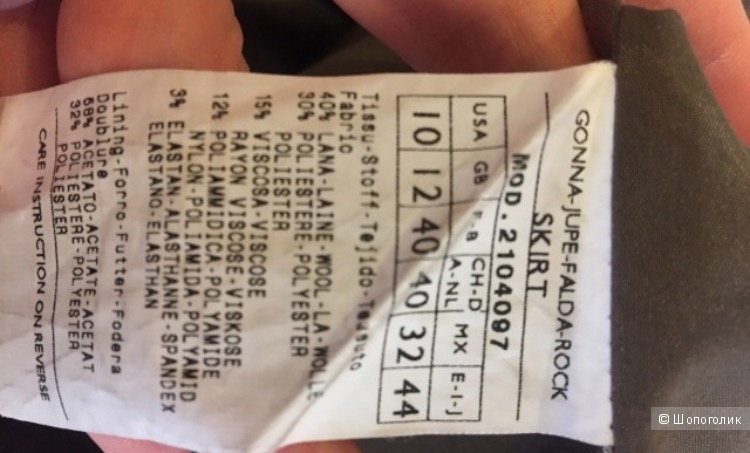 GONNA-JUPE-FALDA-ROCK
SKIRT
MOD.2104097
USA GB F-B CH-D MX E-I-J
A-NL
10 12 40 40 32 44
Tissu-Stoff-Tejido-Tessuto
Fabric
40% LANA-LAINE-WOOL-LA-WOLLE
30% POLIESTERE-POLYESTER
POLIESTER
15% VISCOSA-VISCOSE
RAYON VISCOSE-VISKOSE
12% POLIAMMIDICA-POLYAMIDE
NYLON-POLIAMIDA-POLYAMID
3% ELASTAN-ALASTHANNE-SPANDEX
ELASTANO-ELASTHAN
Lining-Forro-Futter-Fodera
Doublure
68% ACETATO-ACETATE-ACETAT
32% POLIESTERE-POLYESTER
POLIESTER
CARE INSTRUCTION ON REVERSE
© Шопоголик